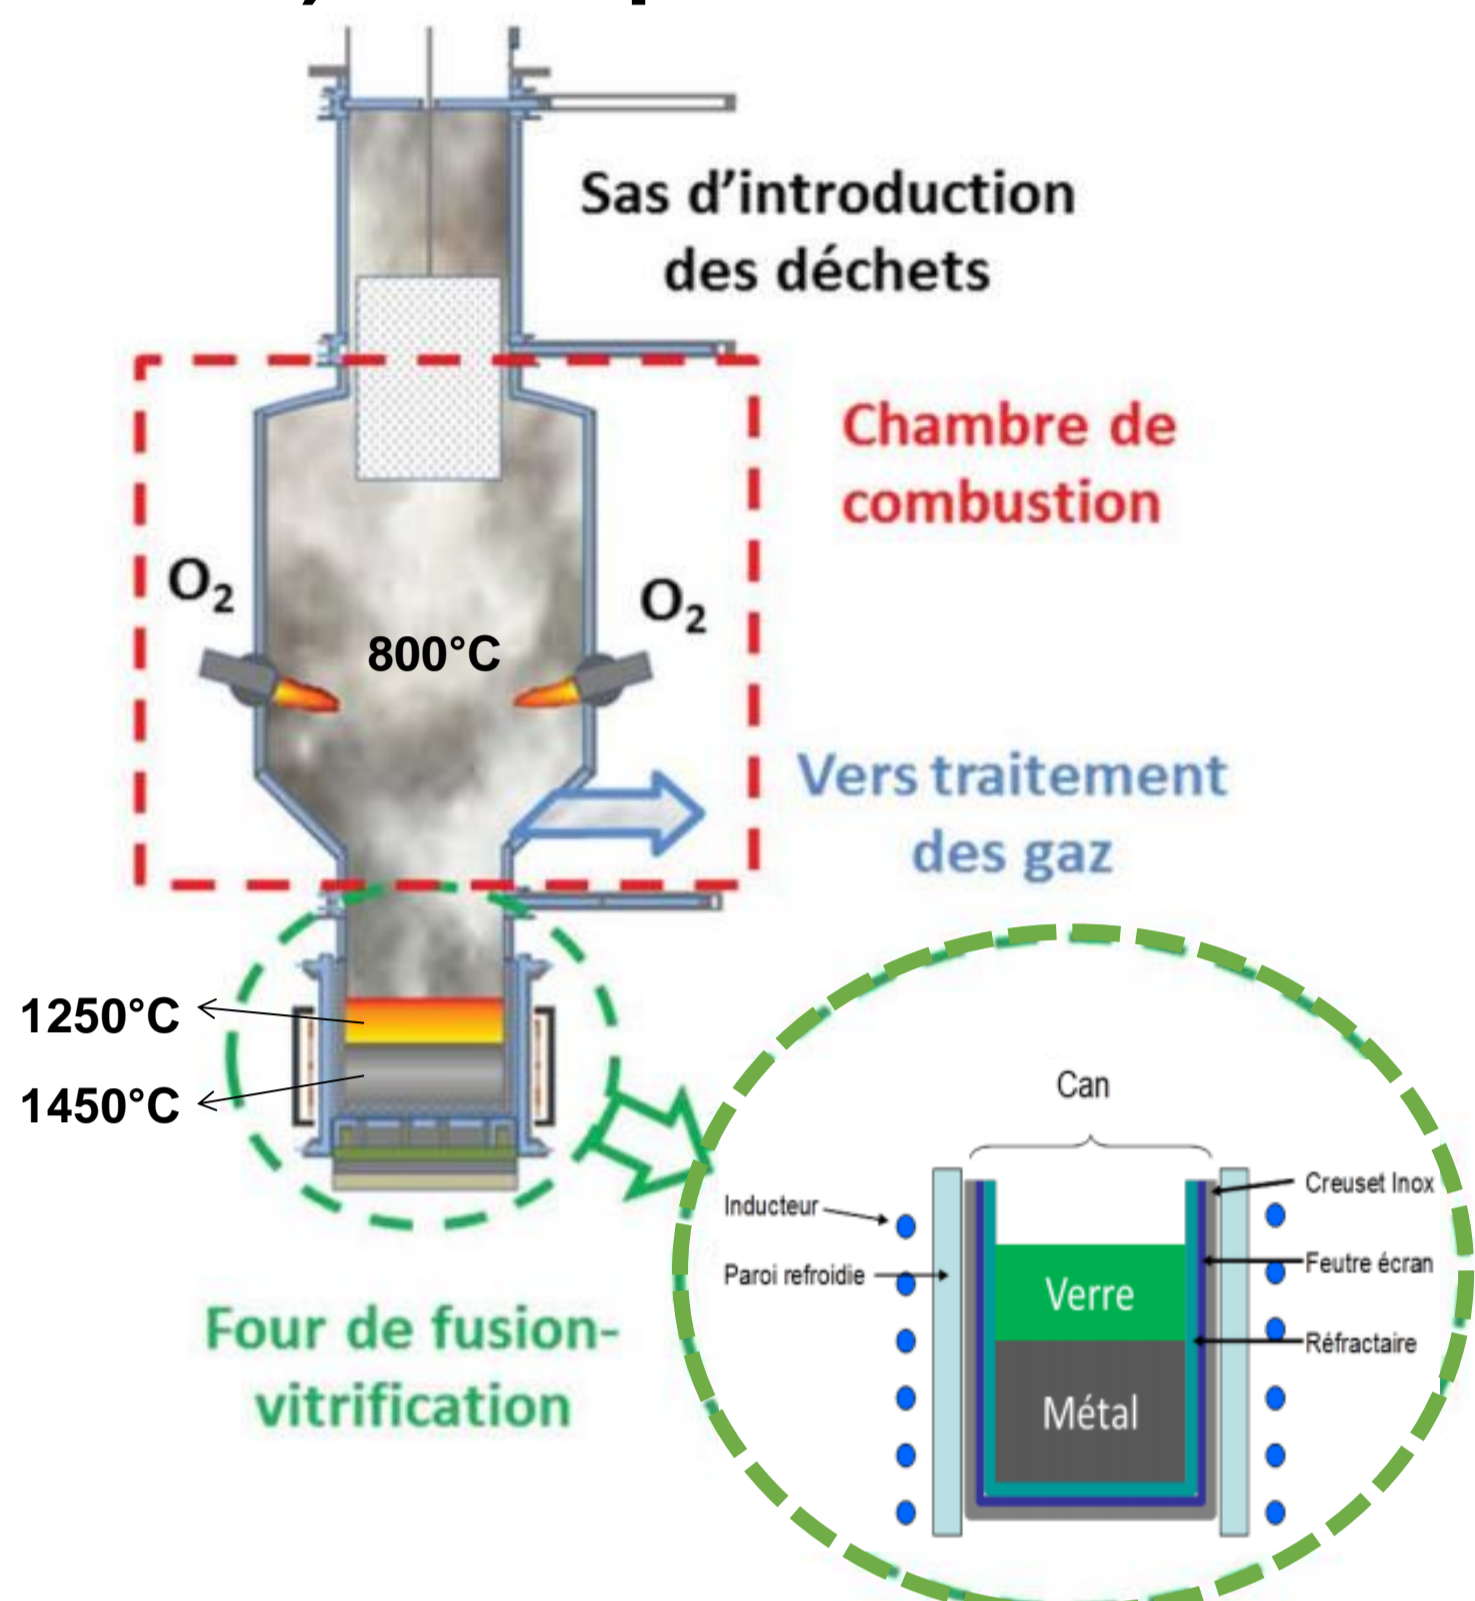 Sas d’introduction
des déchets
Chambre de
combustion
O₂
O₂
800°C
Vers traitement
des gaz
1250°C
1450°C
Four de fusion-
vitrification
Can
Inducteur
Paroi refroidie
Creuset Inox
Feutre écran
Réfractaire
Verre
Métal